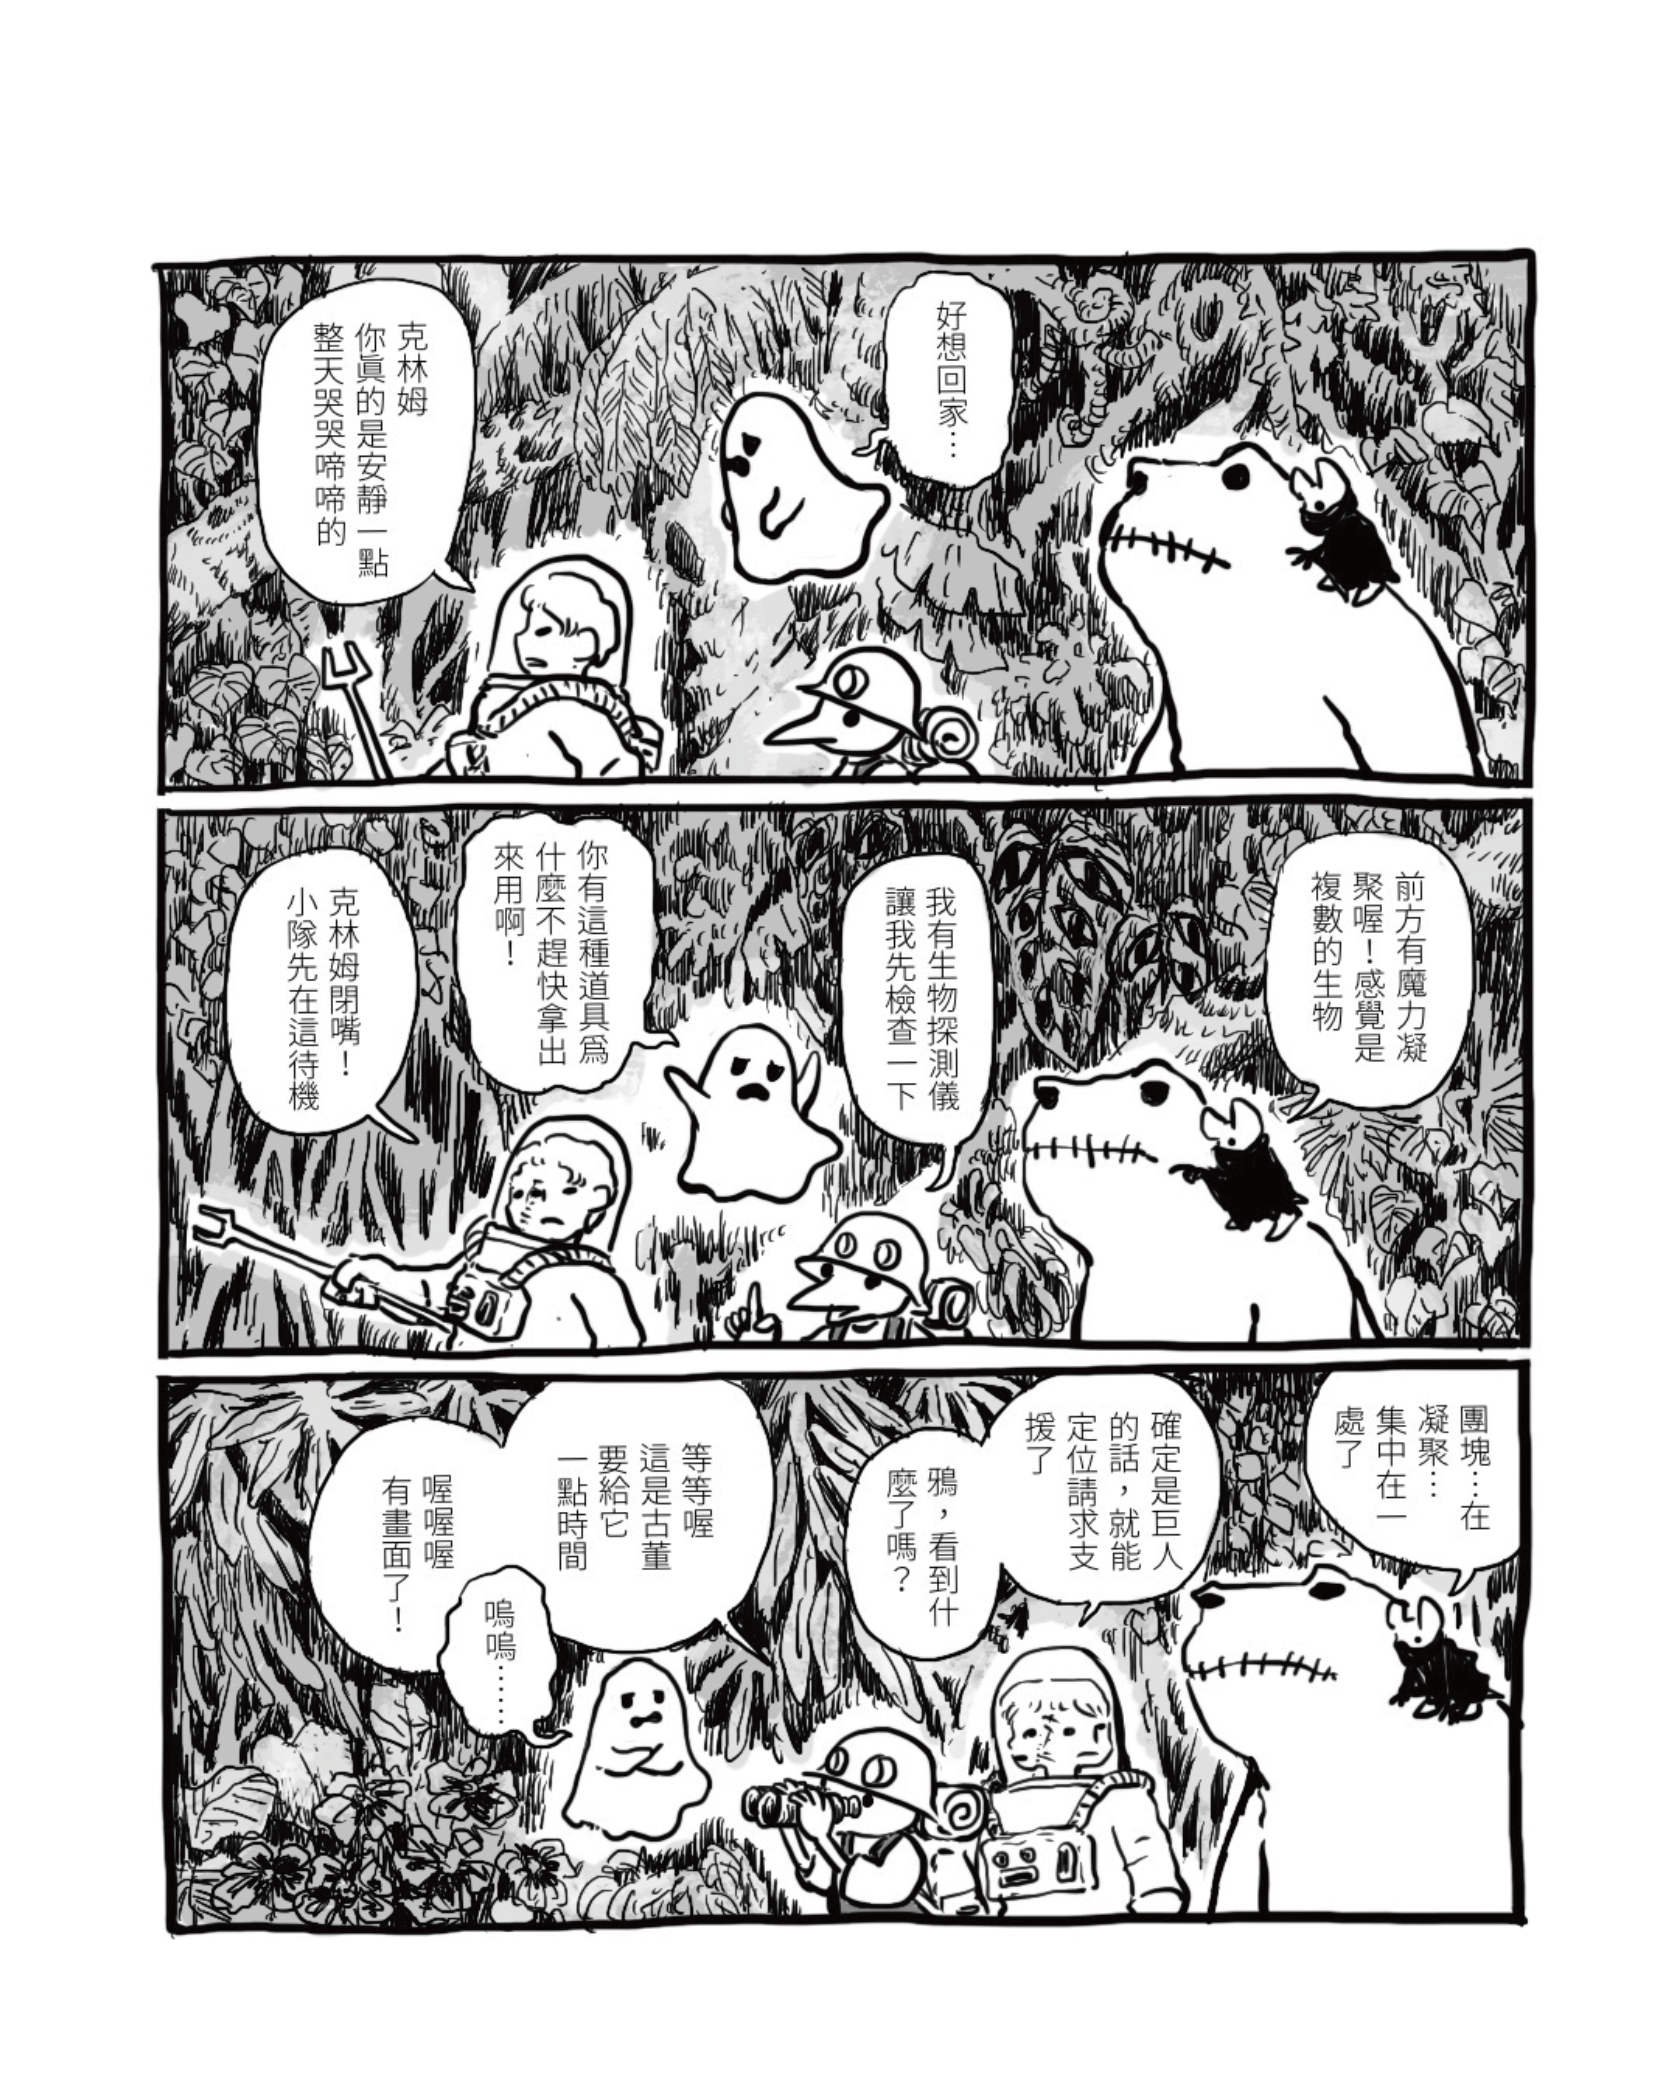 好想回家…
克林姆
你眞的是安靜一點
整天哭哭啼啼的
前方有魔力凝
聚喔！感覺是
複數的生物
我有生物探測儀
讓我先檢查一下
你有這種道具爲
什麼不趕快拿出
來用啊！
克林姆閉嘴！
小隊先在這待機
團塊…在
凝聚…
集中在一
處了
確定是巨人
的話，就能
定位請求支
援了
鴉，看到什
麼了嗎？
等等喔
這是古董
要給它
一點時間
喔喔喔
有畫面了！
嗚嗚……